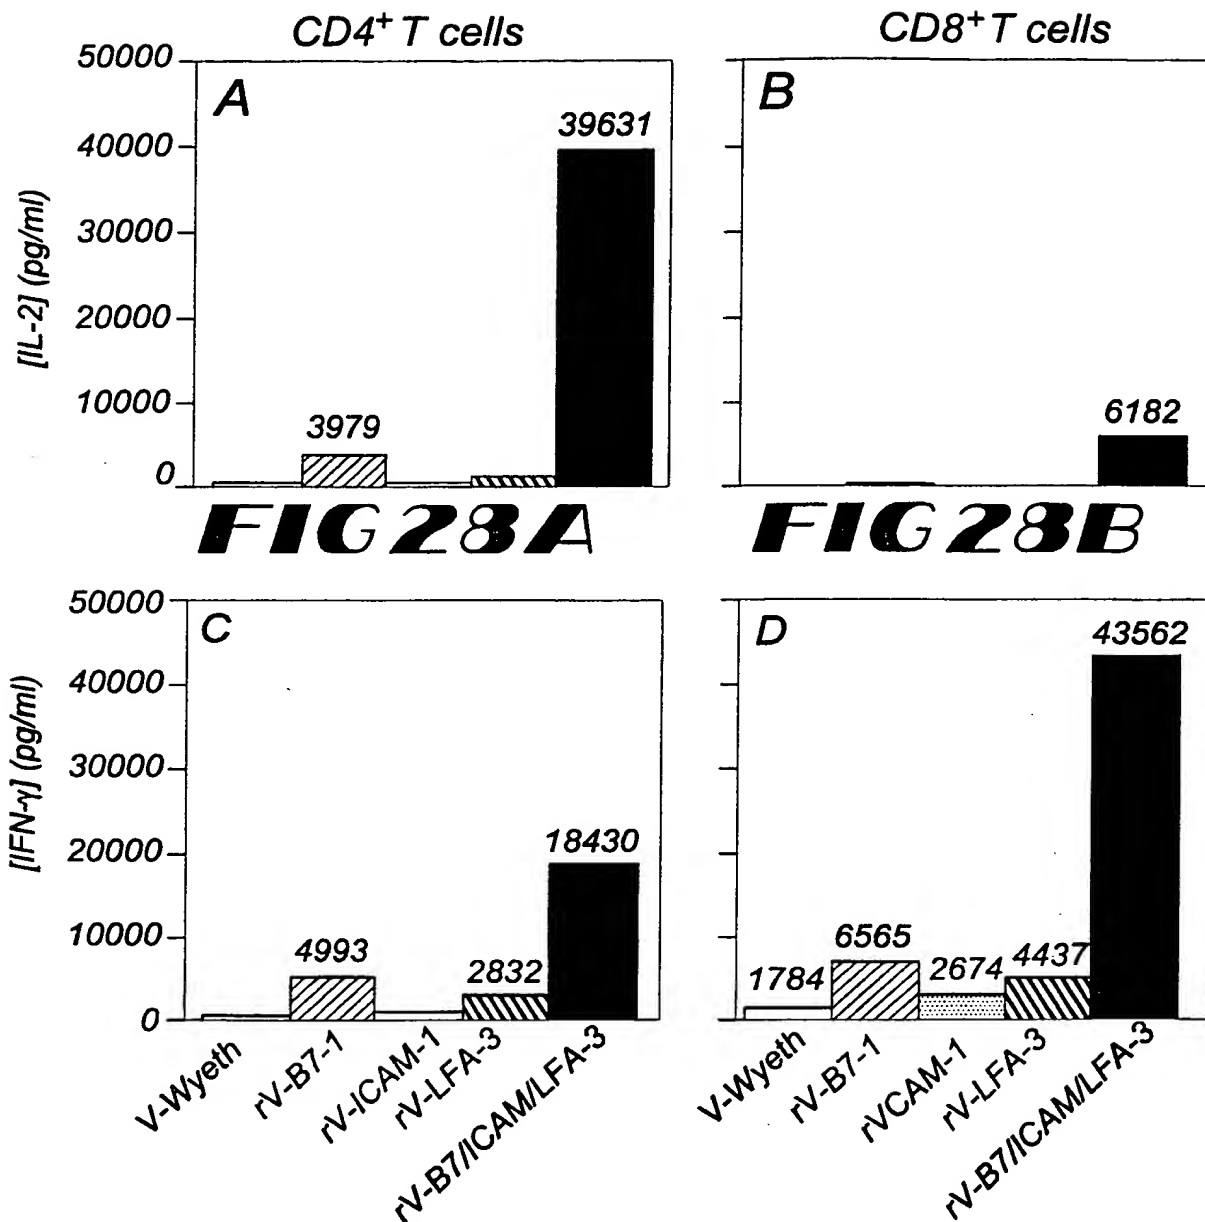 CD4+ T cells
CD8+ T cells
[IL-2] (pg/ml)
50000
40000
30000
20000
10000
0
A
3979
39631
B
6182
FIG 28A
FIG 28B
[IFN-γ] (pg/ml)
50000
40000
30000
20000
10000
0
C
4993
2832
18430
D
1784
6565
2674
4437
43562
V-Wyeth
rV-B7-1
rV-ICAM-1
rV-LFA-3
rV-B7/ICAM/LFA-3
V-Wyeth
rV-B7-1
rVCAM-1
rV-LFA-3
rV-B7/ICAM/LFA-3